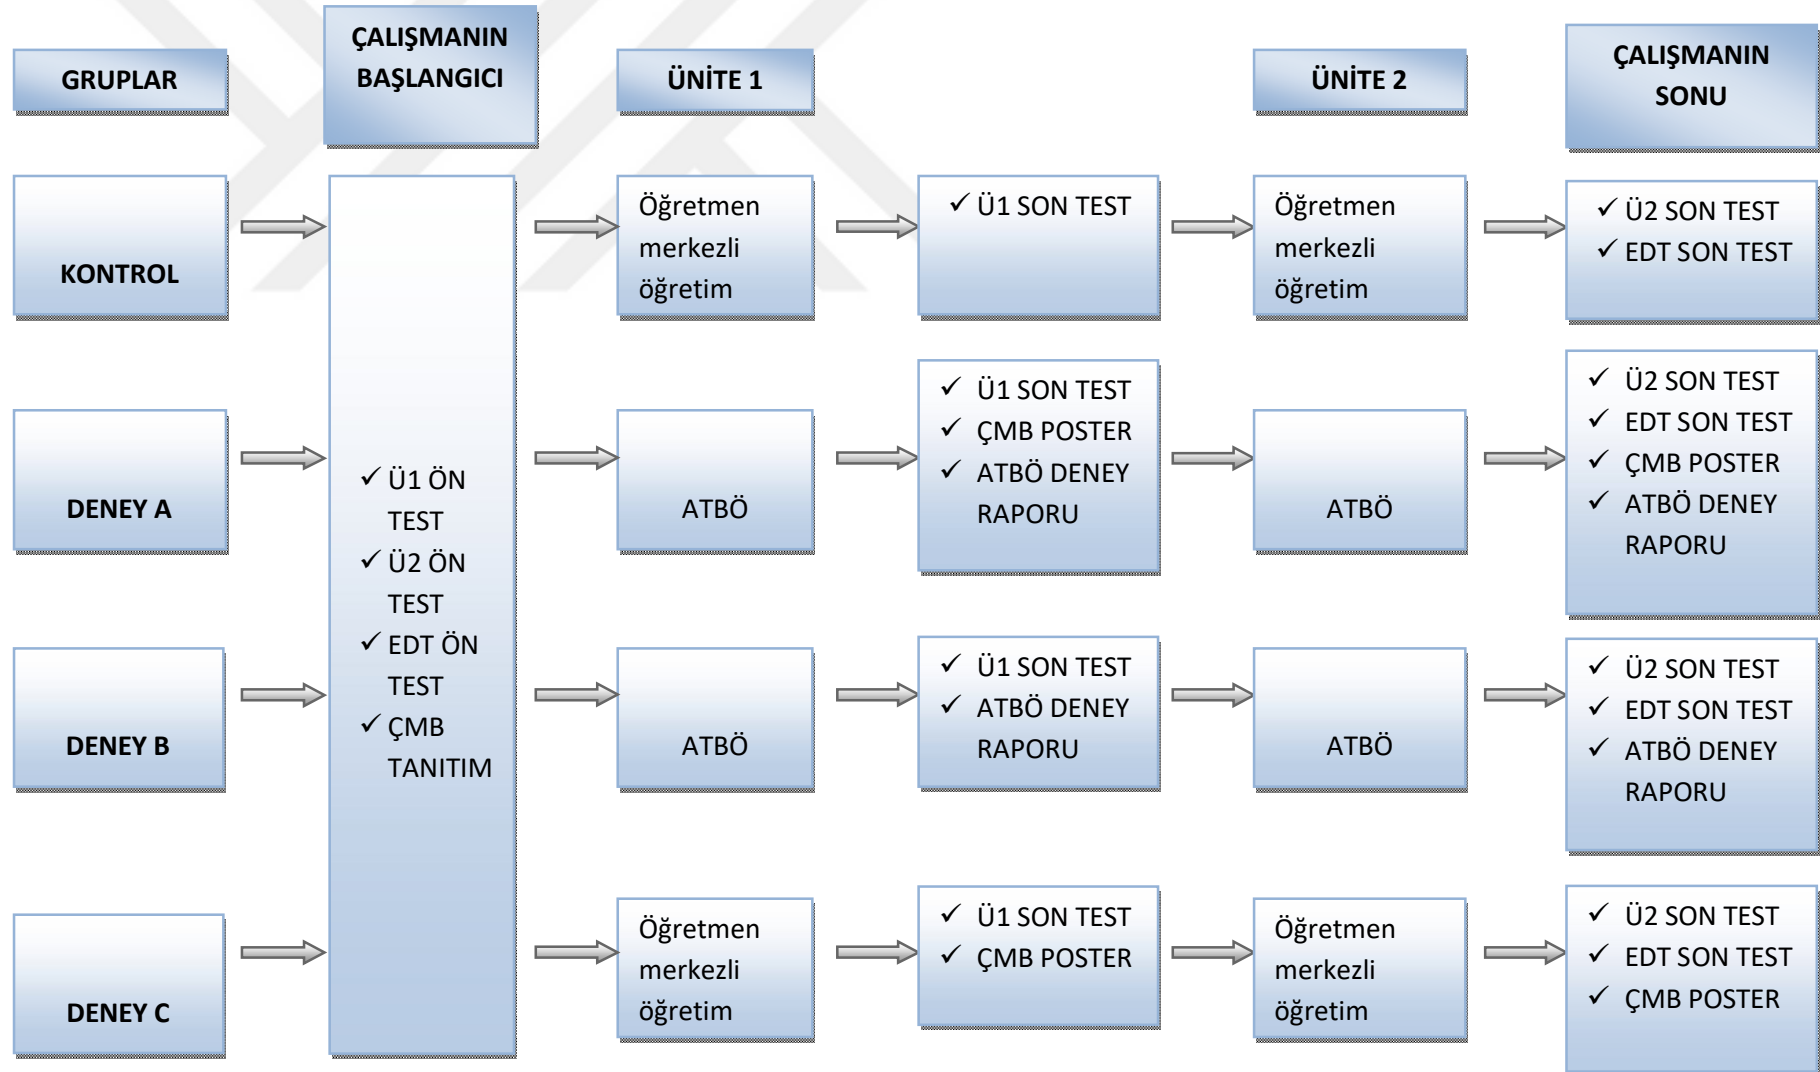 GRUPLAR
ÇALIŞMANIN
BAŞLANGICI
ÜNİTE 1
ÜNİTE 2
ÇALIŞMANIN
SONU
KONTROL
✓ Ü1 ÖN
TEST
✓ Ü2 ÖN
TEST
✓ EDT ÖN
TEST
✓ ÇMB
TANITIM
Öğretmen
merkezli
öğretim
✓ Ü1 SON TEST
Öğretmen
merkezli
öğretim
✓ Ü2 SON TEST
✓ EDT SON TEST
DENEY A
ATBÖ
✓ Ü1 SON TEST
✓ ÇMB POSTER
✓ ATBÖ DENEY
RAPORU
ATBÖ
✓ Ü2 SON TEST
✓ EDT SON TEST
✓ ÇMB POSTER
✓ ATBÖ DENEY
RAPORU
DENEY B
ATBÖ
✓ Ü1 SON TEST
✓ ATBÖ DENEY
RAPORU
ATBÖ
✓ Ü2 SON TEST
✓ EDT SON TEST
✓ ATBÖ DENEY
RAPORU
DENEY C
Öğretmen
merkezli
öğretim
✓ Ü1 SON TEST
✓ ÇMB POSTER
Öğretmen
merkezli
öğretim
✓ Ü2 SON TEST
✓ EDT SON TEST
✓ ÇMB POSTER